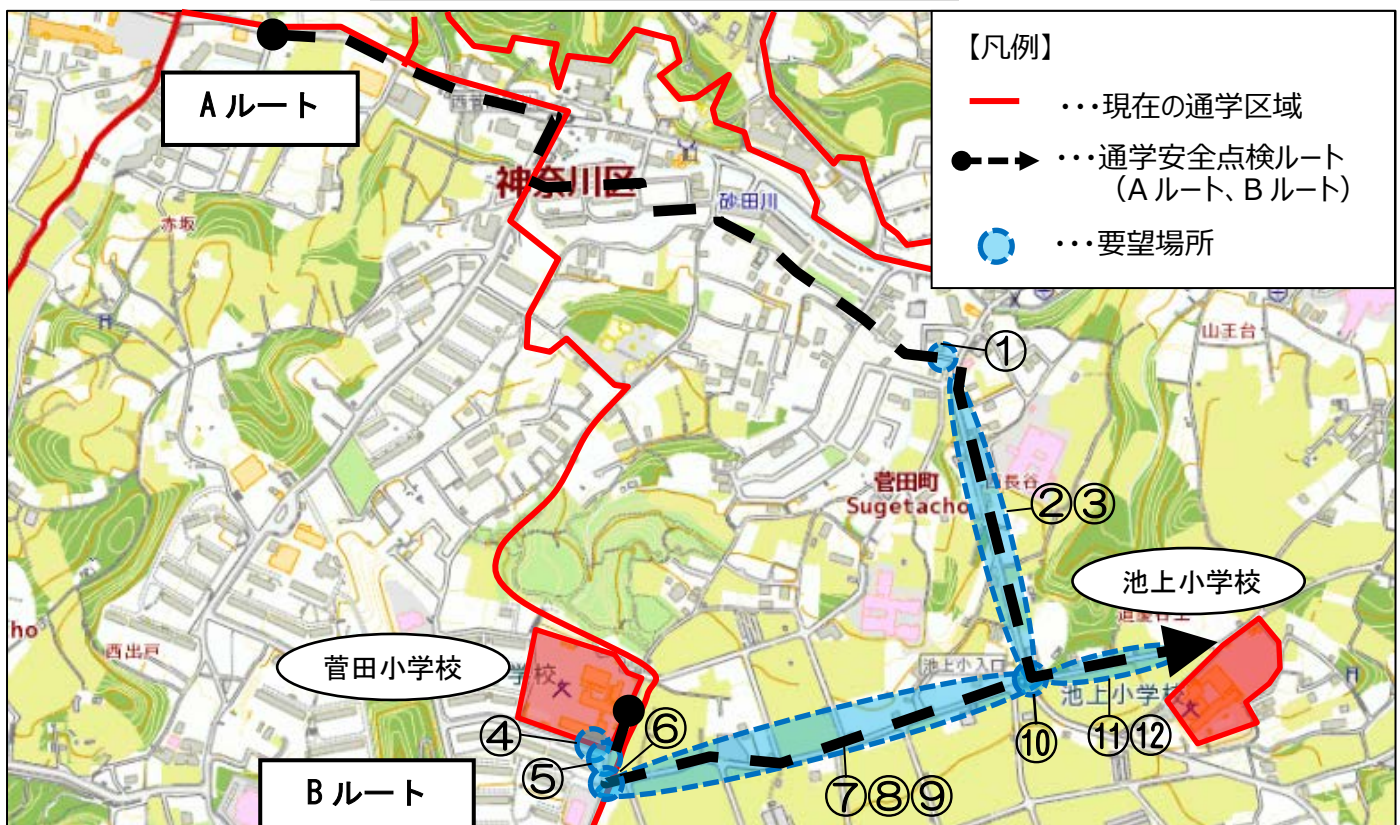 【凡例】
・・・現在の通学区域
・・・通学安全点検ルート
（Aルート、Bルート）
・・・要望場所
Aルート
神奈川区
砂田川
赤坂
山王台
①
菅田町
Sugetacho
②③
池上小学校
西出戸
菅田小学校
学校
池上小入口
池上小学校
④
⑤
⑥
⑩
⑪⑫
Bルート
⑦⑧⑨
ho